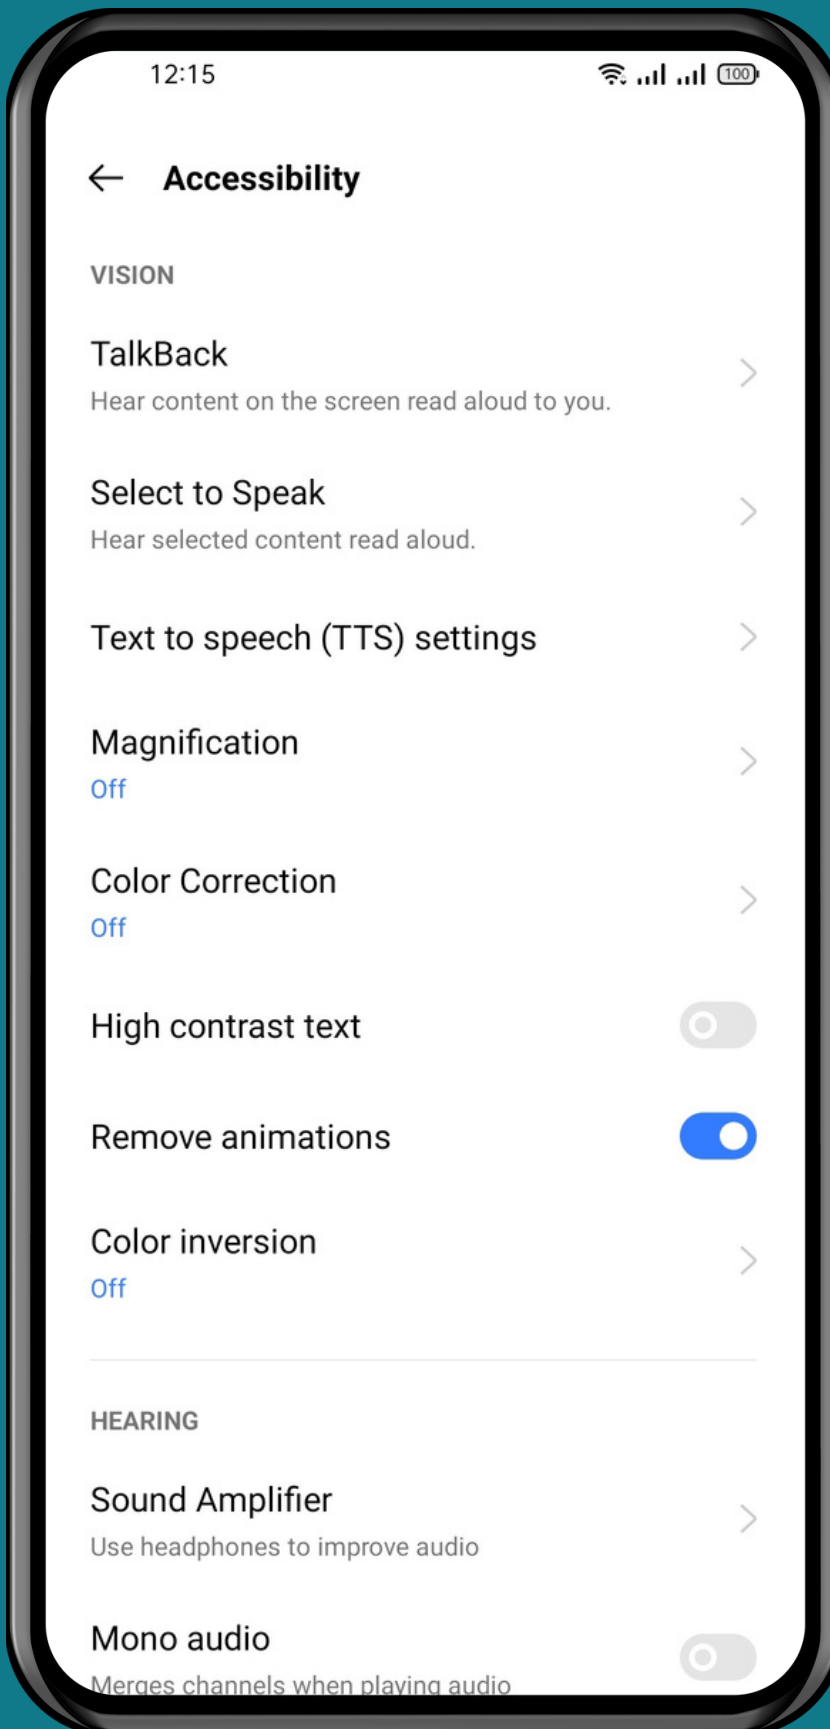 12:15
100
Accessibility
VISION
TalkBack
Hear content on the screen read aloud to you.
Select to Speak
Hear selected content read aloud.
Text to speech (TTS) settings
Magnification
Off
Color Correction
Off
High contrast text
Remove animations
Color inversion
Off
HEARING
Sound Amplifier
Use headphones to improve audio
Mono audio
Merges channels when playing audio